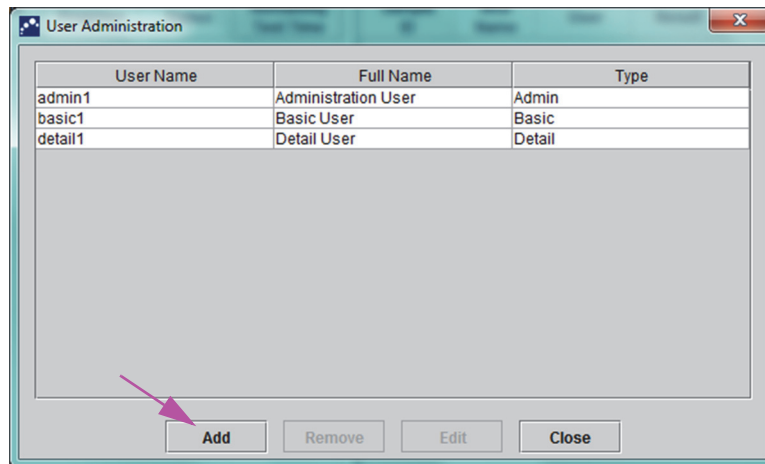 User Administration
User Name Full Name Type
admin1 Administration User Admin
basic1 Basic User Basic
detail1 Detail User Detail
Add Remove Edit Close